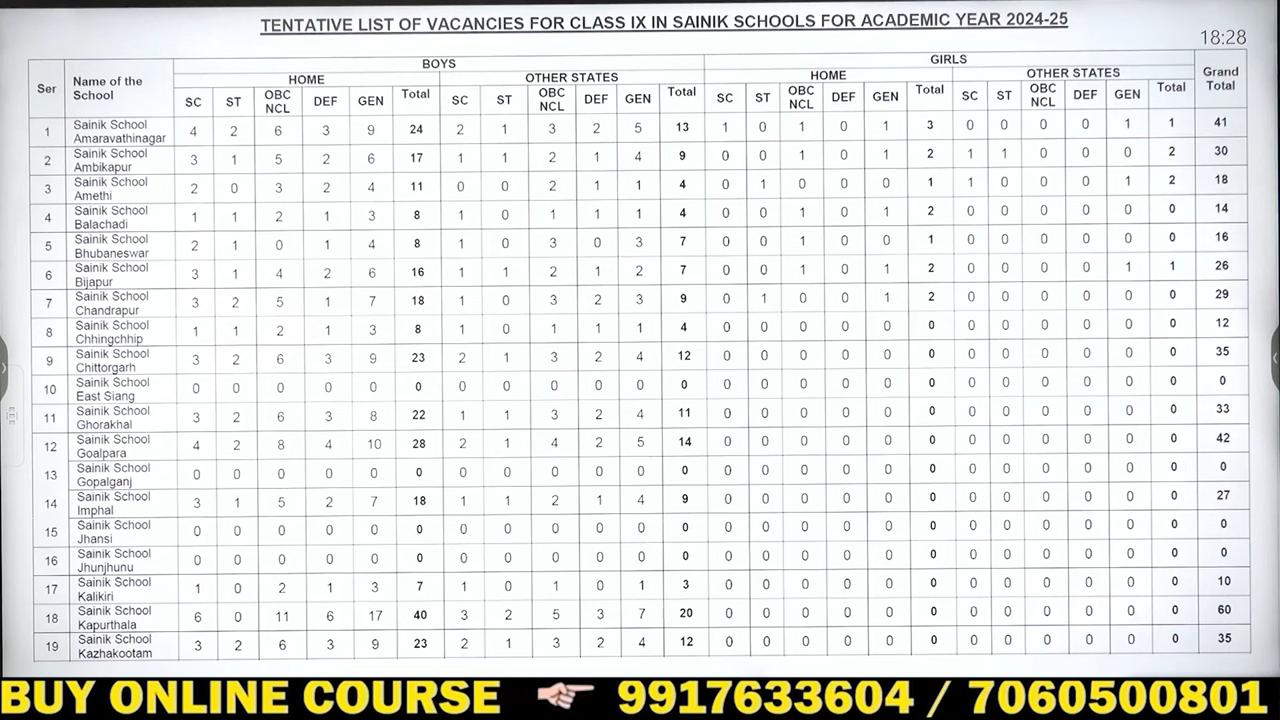 TENTATIVE LIST OF VACANCIES FOR CLASS IX IN SAINIK SCHOOLS FOR ACADEMIC YEAR 2024-25
18:28
Ser Name of the School BOYS GIRLS Grand Total
HOME OTHER STATES HOME OTHER STATES
SC ST OBC NCL DEF GEN Total SC ST OBC NCL DEF GEN Total SC ST OBC NCL DEF GEN Total SC ST OBC NCL DEF GEN Total
1 Sainik School Amaravathinagar 4 2 6 3 9 24 2 1 3 2 5 13 1 0 1 0 1 3 0 0 0 0 1 1 41
2 Sainik School Ambikapur 3 1 5 2 6 17 1 1 2 1 4 9 0 0 0 0 1 2 1 1 0 0 0 2 30
3 Sainik School Amethi 2 0 3 2 4 11 0 0 2 1 1 4 0 1 0 0 0 1 1 0 0 0 1 2 18
4 Sainik School Balachadi 1 1 2 1 3 8 1 0 1 1 1 4 0 0 1 0 1 2 0 0 0 0 0 0 14
5 Sainik School Bhubaneswar 2 1 0 1 4 8 1 0 3 0 3 7 0 0 1 0 0 1 0 0 0 0 0 0 16
6 Sainik School Bijapur 3 1 4 2 6 16 1 1 2 1 2 7 0 0 1 0 1 2 0 0 0 0 1 1 26
7 Sainik School Chandrapur 3 2 5 1 7 18 1 0 3 2 3 9 0 1 0 0 1 2 0 0 0 0 0 0 29
8 Sainik School Chhingchhip 1 1 2 1 3 8 1 0 1 1 1 4 0 0 0 0 0 0 0 0 0 0 0 0 12
9 Sainik School Chittorgarh 3 2 6 3 9 23 2 1 3 2 4 12 0 0 0 0 0 0 0 0 0 0 0 0 35
10 Sainik School East Siang 0 0 0 0 0 0 0 0 0 0 0 0 0 0 0 0 0 0 0 0 0 0 0 0 0
11 Sainik School Ghorakhal 3 2 6 3 8 22 1 1 3 2 4 11 0 0 0 0 0 0 0 0 0 0 0 0 33
12 Sainik School Goalpara 4 2 8 4 10 28 2 1 4 2 5 14 0 0 0 0 0 0 0 0 0 0 0 0 42
13 Sainik School Gopalganj 0 0 0 0 0 0 0 0 0 0 0 0 0 0 0 0 0 0 0 0 0 0 0 0 0
14 Sainik School Imphal 3 1 5 2 7 18 1 1 2 1 4 9 0 0 0 0 0 0 0 0 0 0 0 0 27
15 Sainik School Jhansi 0 0 0 0 0 0 0 0 0 0 0 0 0 0 0 0 0 0 0 0 0 0 0 0 0
16 Sainik School Jhunjhunu 0 0 0 0 0 0 0 0 0 0 0 0 0 0 0 0 0 0 0 0 0 0 0 0 0
17 Sainik School Kalikiri 1 0 2 1 3 7 1 0 1 0 1 3 0 0 0 0 0 0 0 0 0 0 0 0 10
18 Sainik School Kapurthala 6 0 11 6 17 40 3 2 5 3 7 20 0 0 0 0 0 0 0 0 0 0 0 0 60
19 Sainik School Kazhakootam 3 2 6 3 9 23 2 1 3 2 4 12 0 0 0 0 0 0 0 0 0 0 0 0 35
BUY ONLINE COURSE 9917633604 / 7060500801